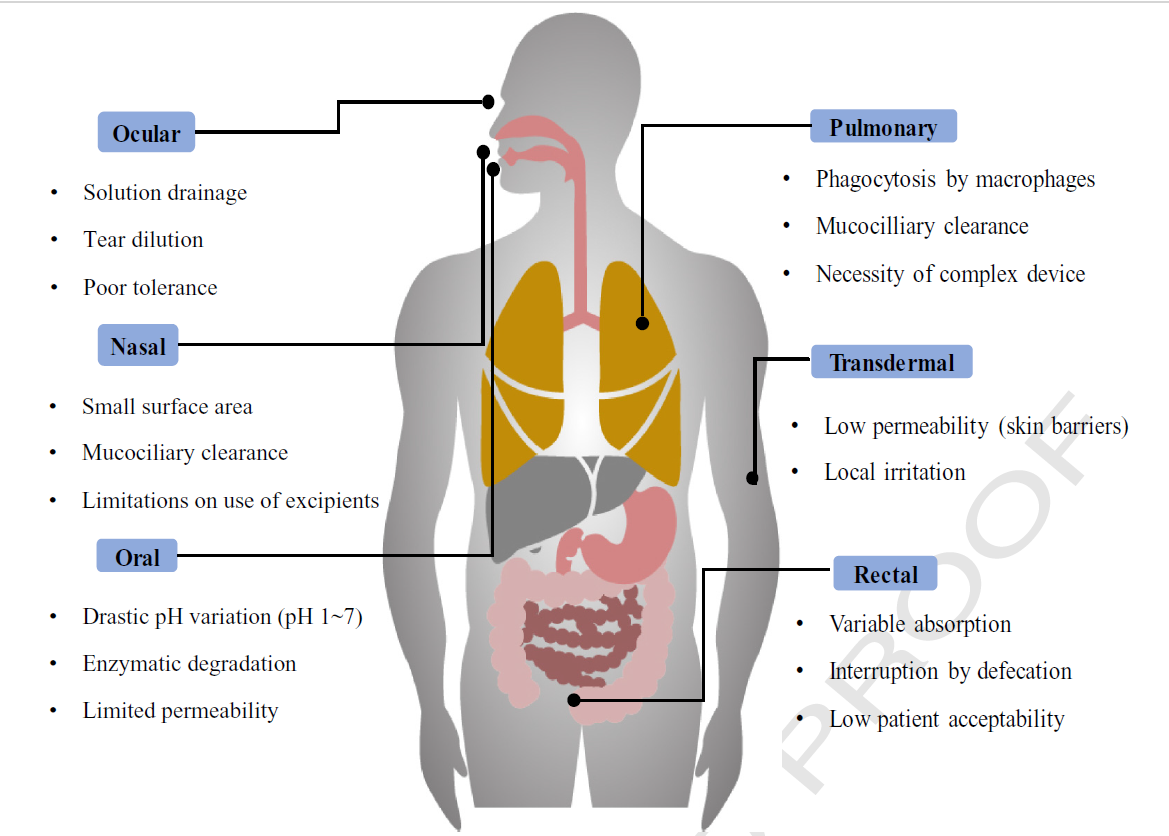 Ocular
• Solution drainage
• Tear dilution
• Poor tolerance
Nasal
• Small surface area
• Mucociliary clearance
• Limitations on use of excipients
Oral
• Drastic pH variation (pH 1~7)
• Enzymatic degradation
• Limited permeability
Pulmonary
• Phagocytosis by macrophages
• Mucocilliary clearance
• Necessity of complex device
Transdermal
• Low permeability (skin barriers)
• Local irritation
Rectal
• Variable absorption
• Interruption by defecation
• Low patient acceptability
PROOF